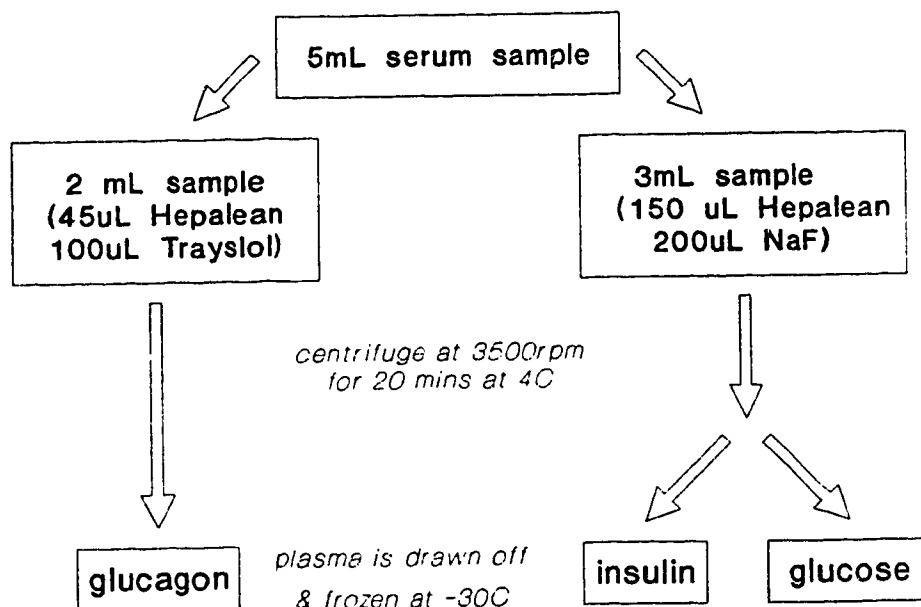 5mL serum sample
2 mL sample
(45uL Hepalean
100uL Trayslol)
3mL sample
(150 uL Hepalean
200uL NaF)
centrifuge at 3500rpm
for 20 mins at 4C
glucagon
plasma is drawn off
& frozen at -30C
insulin
glucose